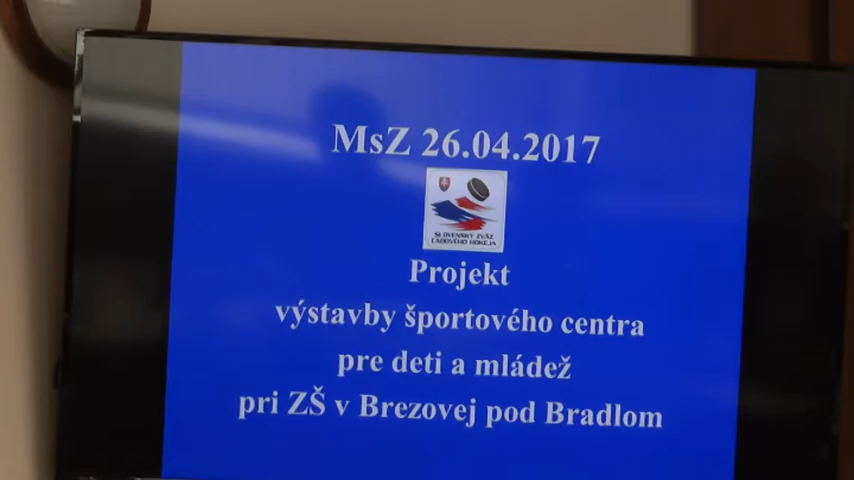 MsZ 26.04.2017
SLOVENSKÝ ZVÄZ
ĽADOVÉHO HOKEJA
Projekt
výstavby športového centra
pre deti a mládež
pri ZŠ v Brezovej pod Bradlom